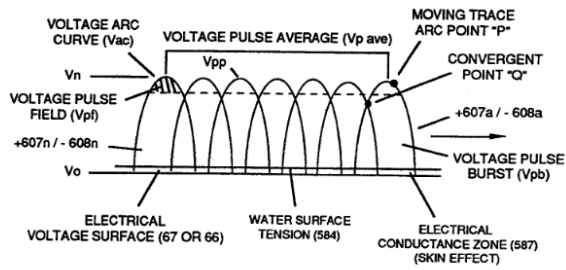 VOLTAGE ARC
CURVE (Vac)
VOLTAGE PULSE AVERAGE (Vp ave)
MOVING TRACE
ARC POINT "P"
Vn
Vpp
CONVERGENT
POINT "Q"
VOLTAGE PULSE
FIELD (Vpf)
+607a / - 608a
+607n / - 608n
VOLTAGE PULSE
BURST (Vpb)
Vo
ELECTRICAL
VOLTAGE SURFACE (67 OR 66)
WATER SURFACE
TENSION (584)
ELECTRICAL
CONDUCTANCE ZONE (587)
(SKIN EFFECT)